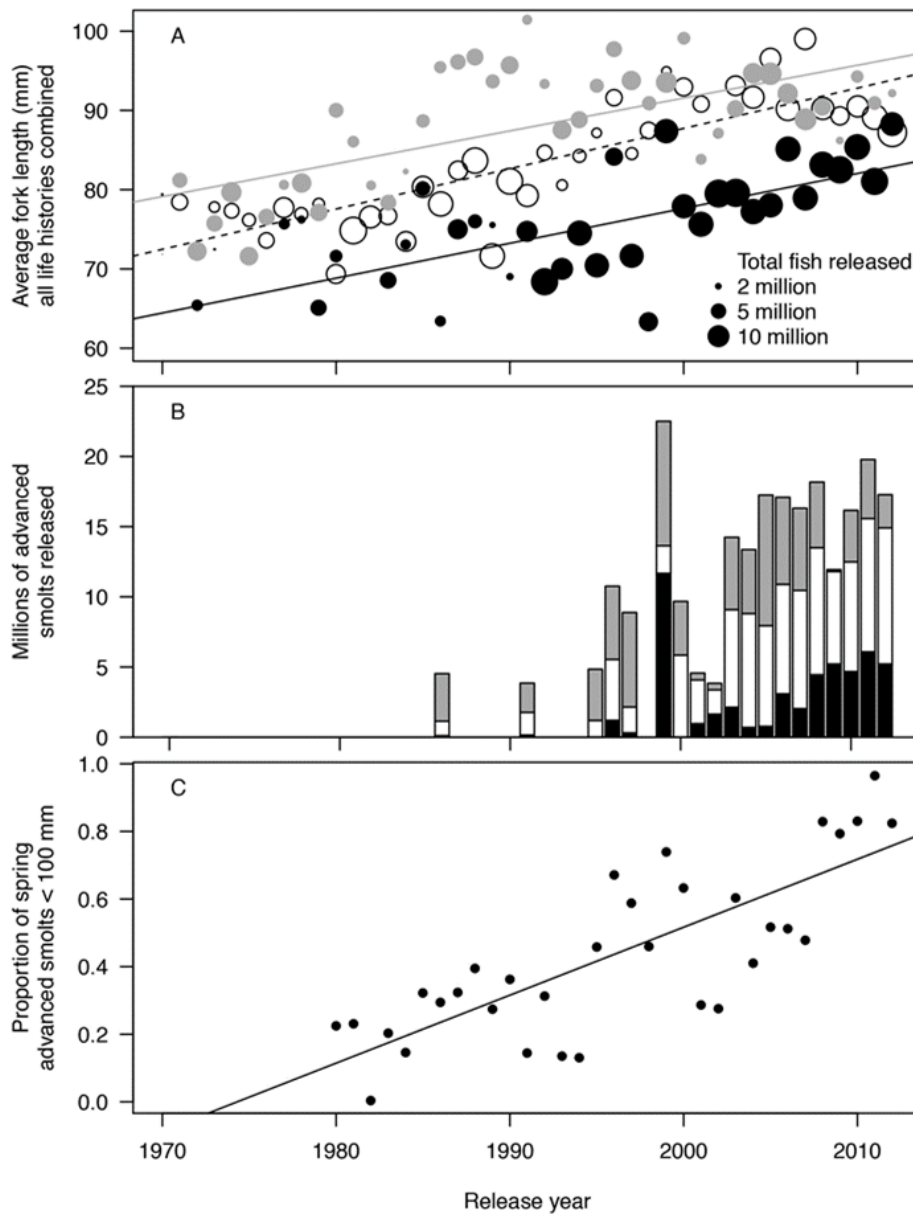 A
100
90
80
70
60
Average fork length (mm)
all life histories combined
Total fish released
2 million
5 million
10 million
B
25
20
15
10
5
0
Millions of advanced
smolts released
1.0
C
0.8
0.6
0.4
0.2
0.0
Proportion of spring
advanced smolts < 100 mm
1970 1980 1990 2000 2010
Release year